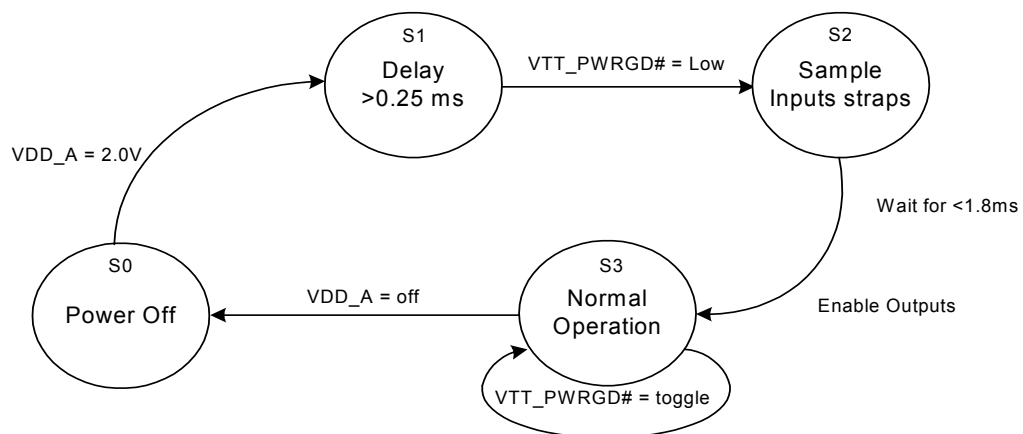 S1
Delay
>0.25 ms
VTT_PWRGD# = Low
S2
Sample
Inputs straps
VDD_A = 2.0V
Wait for <1.8ms
S0
Power Off
VDD_A = off
S3
Normal
Operation
Enable Outputs
VTT_PWRGD# = toggle